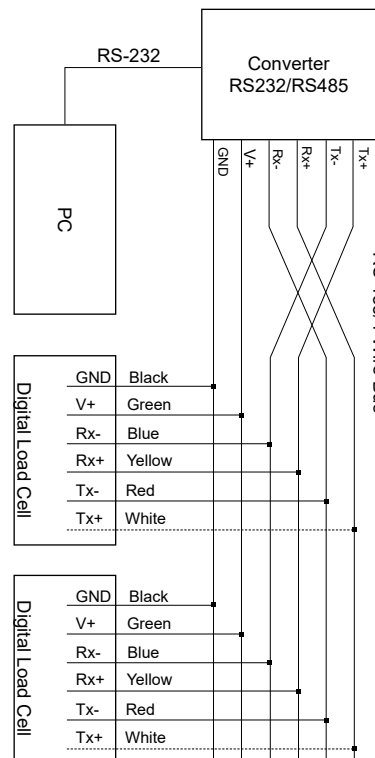 RS-232
Converter
RS232/RS485
GND
V+
Rx-
Rx+
Tx-
Tx+
PC
Digital Load Cell
GND Black
V+ Green
Rx- Blue
Rx+ Yellow
Tx- Red
Tx+ White
Digital Load Cell
GND Black
V+ Green
Rx- Blue
Rx+ Yellow
Tx- Red
Tx+ White